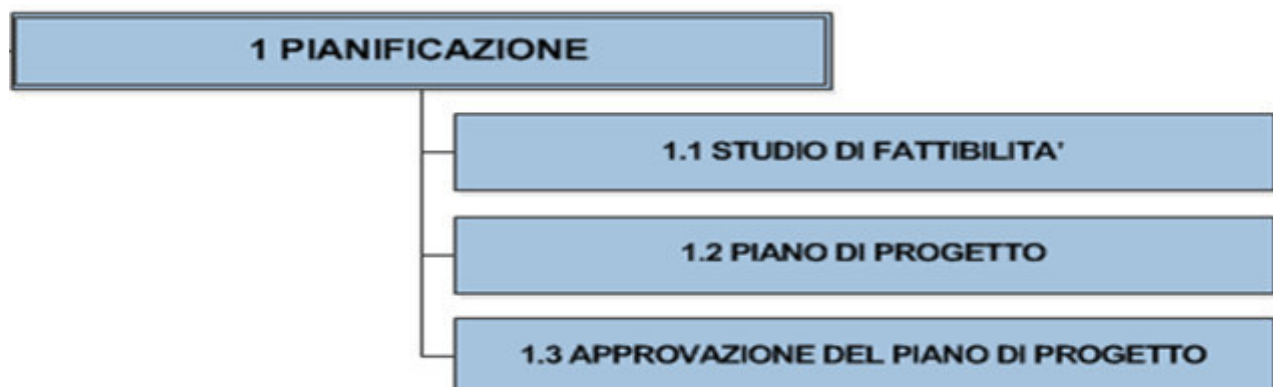 1 PIANIFICAZIONE
1.1 STUDIO DI FATTIBILITA'
1.2 PIANO DI PROGETTO
1.3 APPROVAZIONE DEL PIANO DI PROGETTO